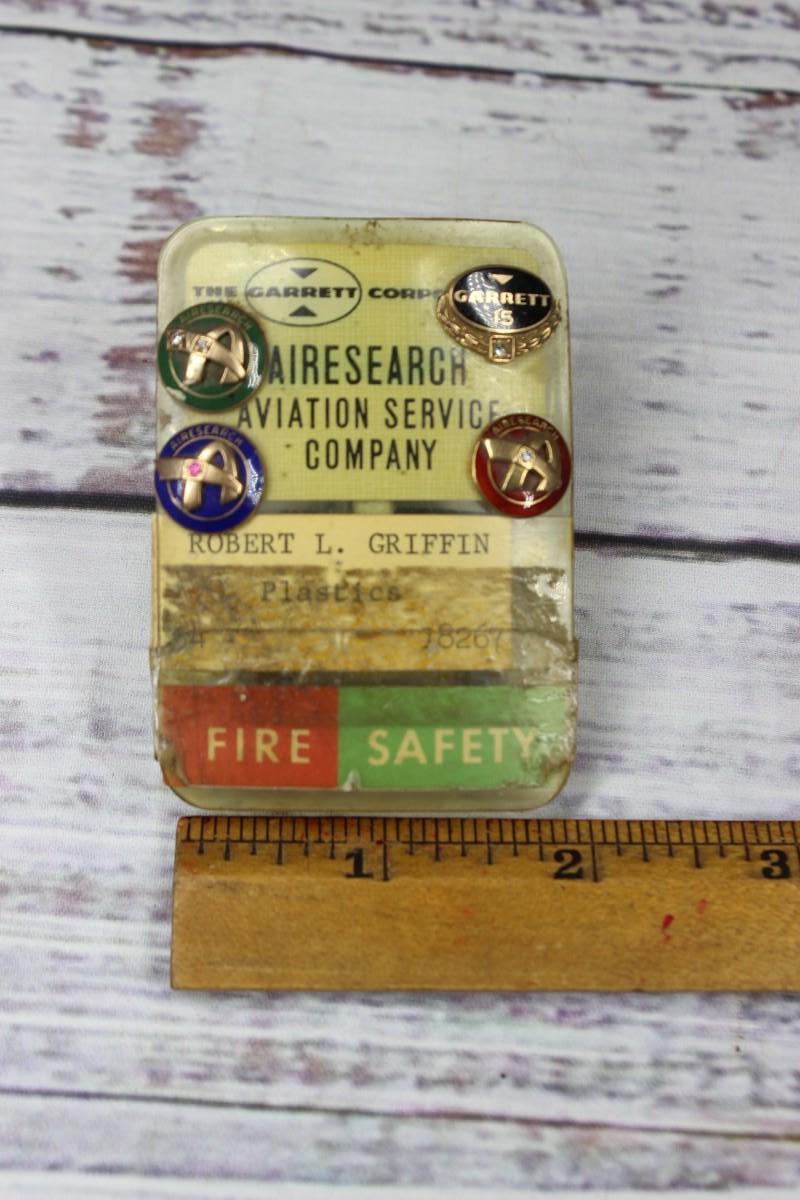 THE GARRETT CORP
GARRETT
15
AIRESEARCH
AIRESEARCH
AVIATION SERVICE
COMPANY
AIRESEARCH
AIRESEARCH
ROBERT L. GRIFFIN
Plastics
18267
FIRE SAFETY
1 2 3